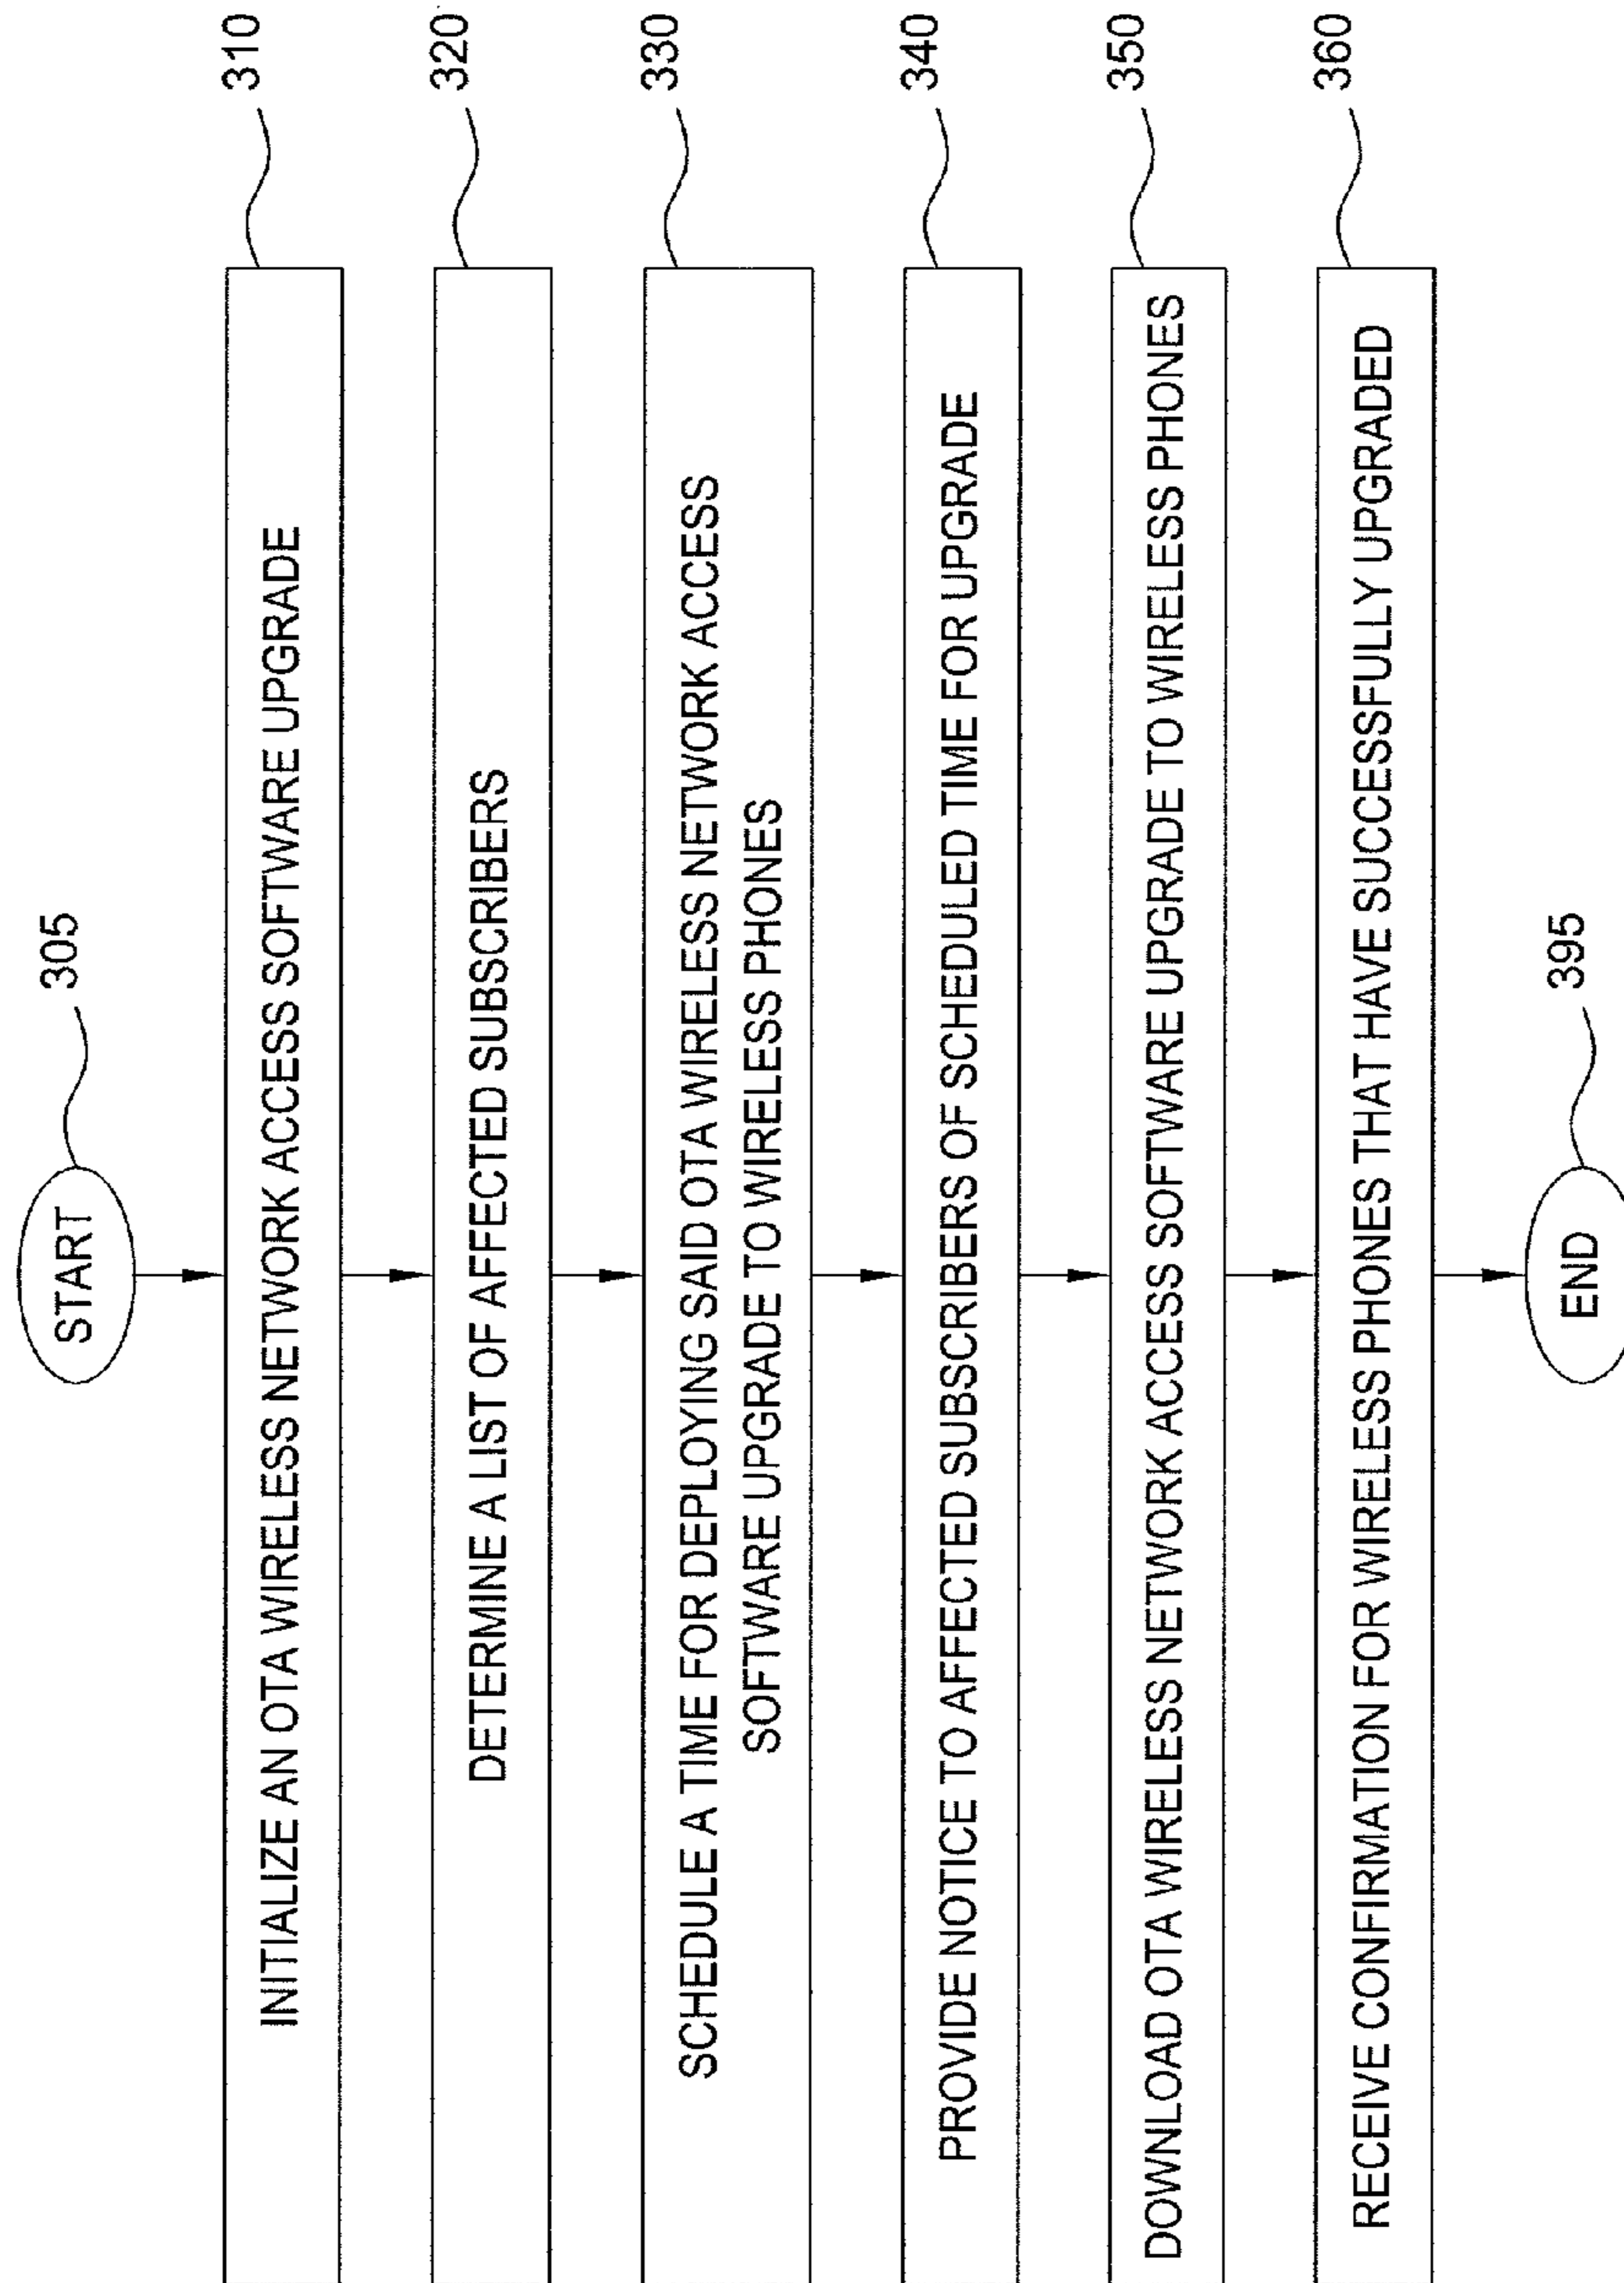 START
305
INITIALIZE AN OTA WIRELESS NETWORK ACCESS SOFTWARE UPGRADE
310
DETERMINE A LIST OF AFFECTED SUBSCRIBERS
320
SCHEDULE A TIME FOR DEPLOYING SAID OTA WIRELESS NETWORK ACCESS
SOFTWARE UPGRADE TO WIRELESS PHONES
330
PROVIDE NOTICE TO AFFECTED SUBSCRIBERS OF SCHEDULED TIME FOR UPGRADE
340
DOWNLOAD OTA WIRELESS NETWORK ACCESS SOFTWARE UPGRADE TO WIRELESS PHONES
350
RECEIVE CONFIRMATION FOR WIRELESS PHONES THAT HAVE SUCCESSFULLY UPGRADED
360
END
395